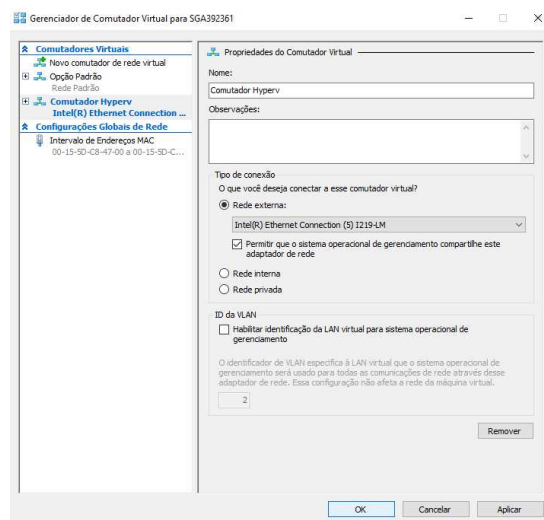 Gerenciador de Comutador Virtual para SGA392361
Comutadores Virtuais
Novo comutador de rede virtual
Opção Padrão
Rede Padrão
Comutador Hyperv
Intel(R) Ethernet Connection ...
Configurações Globais de Rede
Intervalo de Endereços MAC
00-15-5D-C8-47-00 a 00-15-5D-C...
Propriedades do Comutador Virtual
Nome:
Comutador Hyperv
Observações:
Tipo de conexão
O que você deseja conectar a esse comutador virtual?
Rede externa:
Intel(R) Ethernet Connection (5) I219-LM
Permitir que o sistema operacional de gerenciamento compartilhe este
adaptador de rede
Rede interna
Rede privada
ID da VLAN
Habilitar identificação da LAN virtual para sistema operacional de
gerenciamento
O identificador de VLAN especifica à LAN virtual que o sistema operacional de
gerenciamento será usado para todas as comunicações de rede através desse
adaptador de rede. Essa configuração não afeta a rede da máquina virtual.
2
Remover
OK
Cancelar
Aplicar